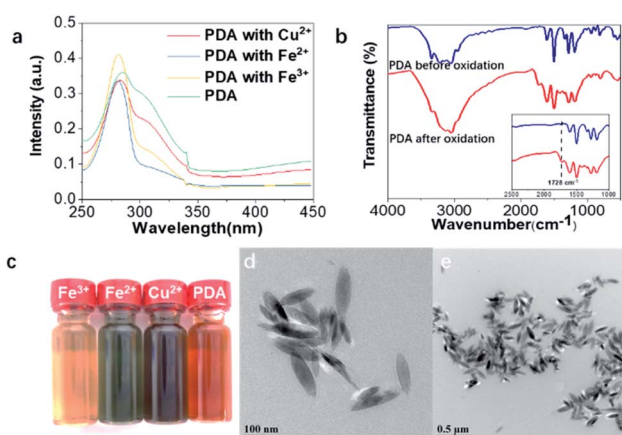 a
0.5
0.4
0.3
0.2
0.1
0.0
250
300
350
400
450
Intensity (a.u.)
Wavelength(nm)
PDA with Cu2+
PDA with Fe2+
PDA with Fe3+
PDA
b
Transmittance (%)
PDA before oxidation
PDA after oxidation
1728 cm-1
2500
1500
500
4000
3000
2000
1000
Wavenumber(cm-1)
c
Fe3+ Fe2+ Cu2+ PDA
d
100 nm
e
0.5 μm